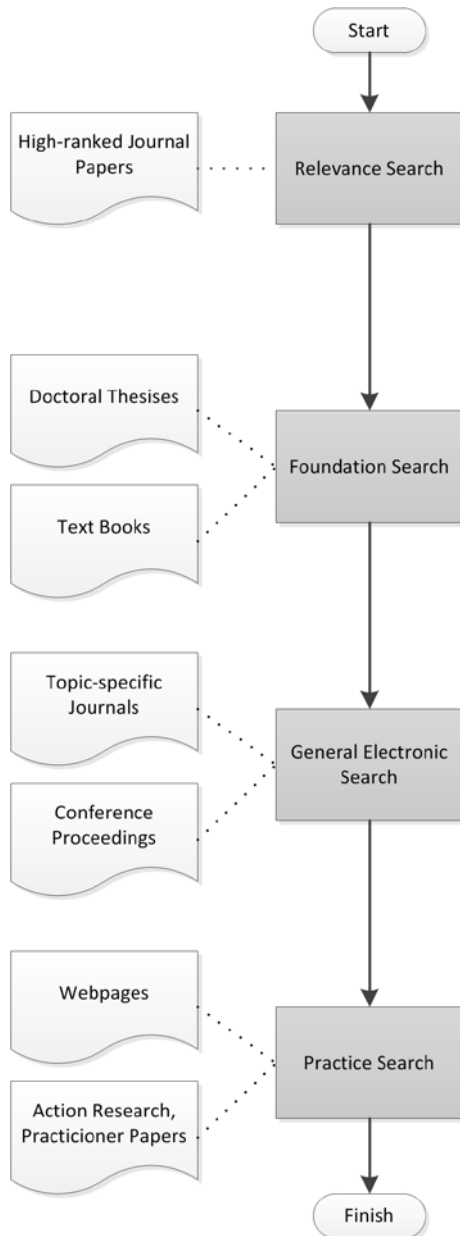 Start
High-ranked Journal
Papers
Relevance Search
Doctoral Thesises
Foundation Search
Text Books
Topic-specific
Journals
General Electronic
Search
Conference
Proceedings
Webpages
Practice Search
Action Research,
Practicioner Papers
Finish